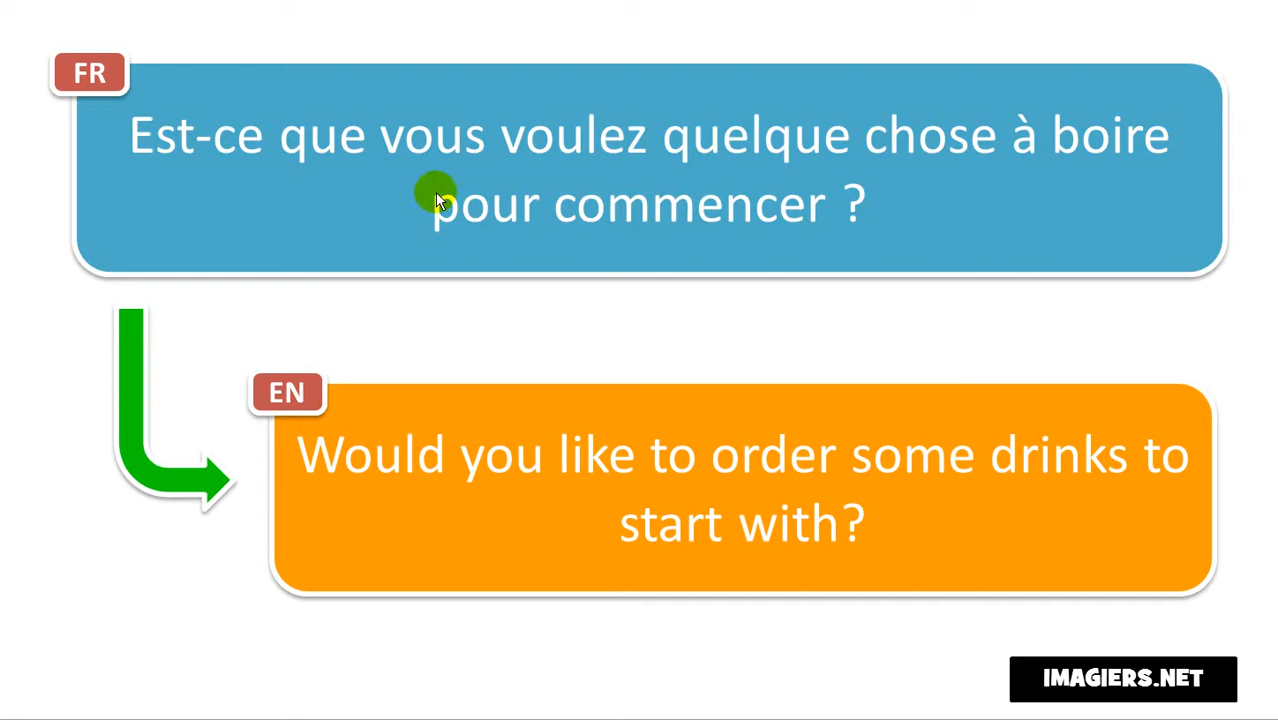 FR
Est-ce que vous voulez quelque chose à boire
pour commencer ?
EN
Would you like to order some drinks to
start with?
IMAGIERS.NET